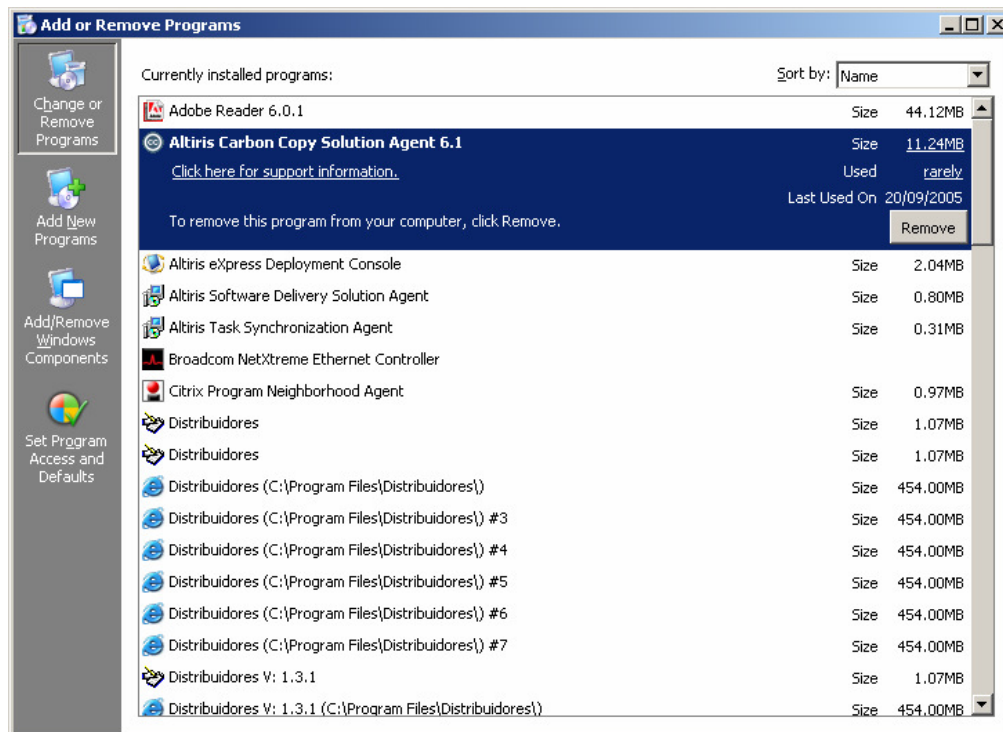 Add or Remove Programs
Change or
Remove
Programs
Add New
Programs
Add/Remove
Windows
Components
Set Program
Access and
Defaults
Currently installed programs:
Sort by: Name
Adobe Reader 6.0.1 Size 44.12MB
Altiris Carbon Copy Solution Agent 6.1 Size 11.24MB
Click here for support information. Used rarely
Last Used On 20/09/2005
To remove this program from your computer, click Remove. Remove
Altiris eXpress Deployment Console Size 2.04MB
Altiris Software Delivery Solution Agent Size 0.80MB
Altiris Task Synchronization Agent Size 0.31MB
Broadcom NetXtreme Ethernet Controller
Citrix Program Neighborhood Agent Size 0.97MB
Distribuidores Size 1.07MB
Distribuidores Size 1.07MB
Distribuidores (C:\Program Files\Distribuidores\) Size 454.00MB
Distribuidores (C:\Program Files\Distribuidores\) #3 Size 454.00MB
Distribuidores (C:\Program Files\Distribuidores\) #4 Size 454.00MB
Distribuidores (C:\Program Files\Distribuidores\) #5 Size 454.00MB
Distribuidores (C:\Program Files\Distribuidores\) #6 Size 454.00MB
Distribuidores (C:\Program Files\Distribuidores\) #7 Size 454.00MB
Distribuidores V: 1.3.1 Size 1.07MB
Distribuidores V: 1.3.1 (C:\Program Files\Distribuidores\) Size 454.00MB